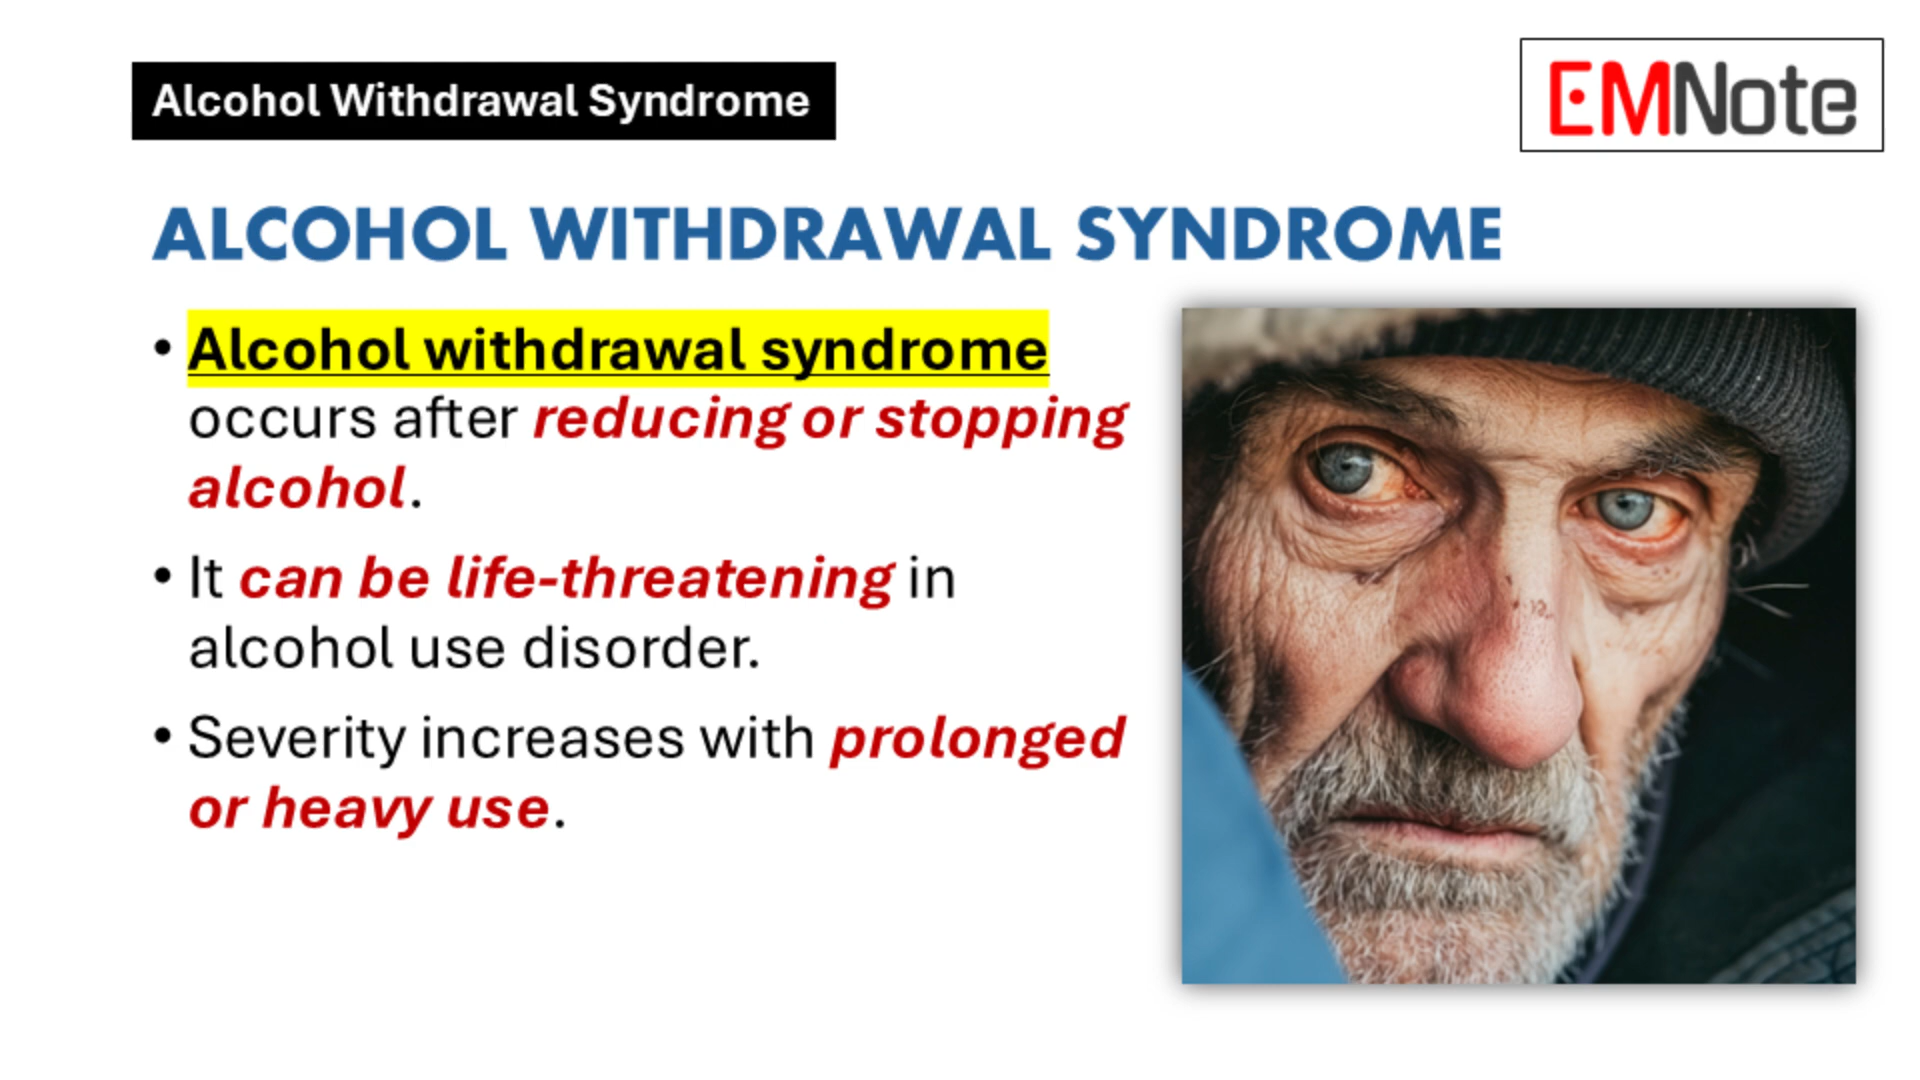 Alcohol Withdrawal Syndrome
EMNote
ALCOHOL WITHDRAWAL SYNDROME
• Alcohol withdrawal syndrome
occurs after reducing or stopping
alcohol.
• It can be life-threatening in
alcohol use disorder.
• Severity increases with prolonged
or heavy use.